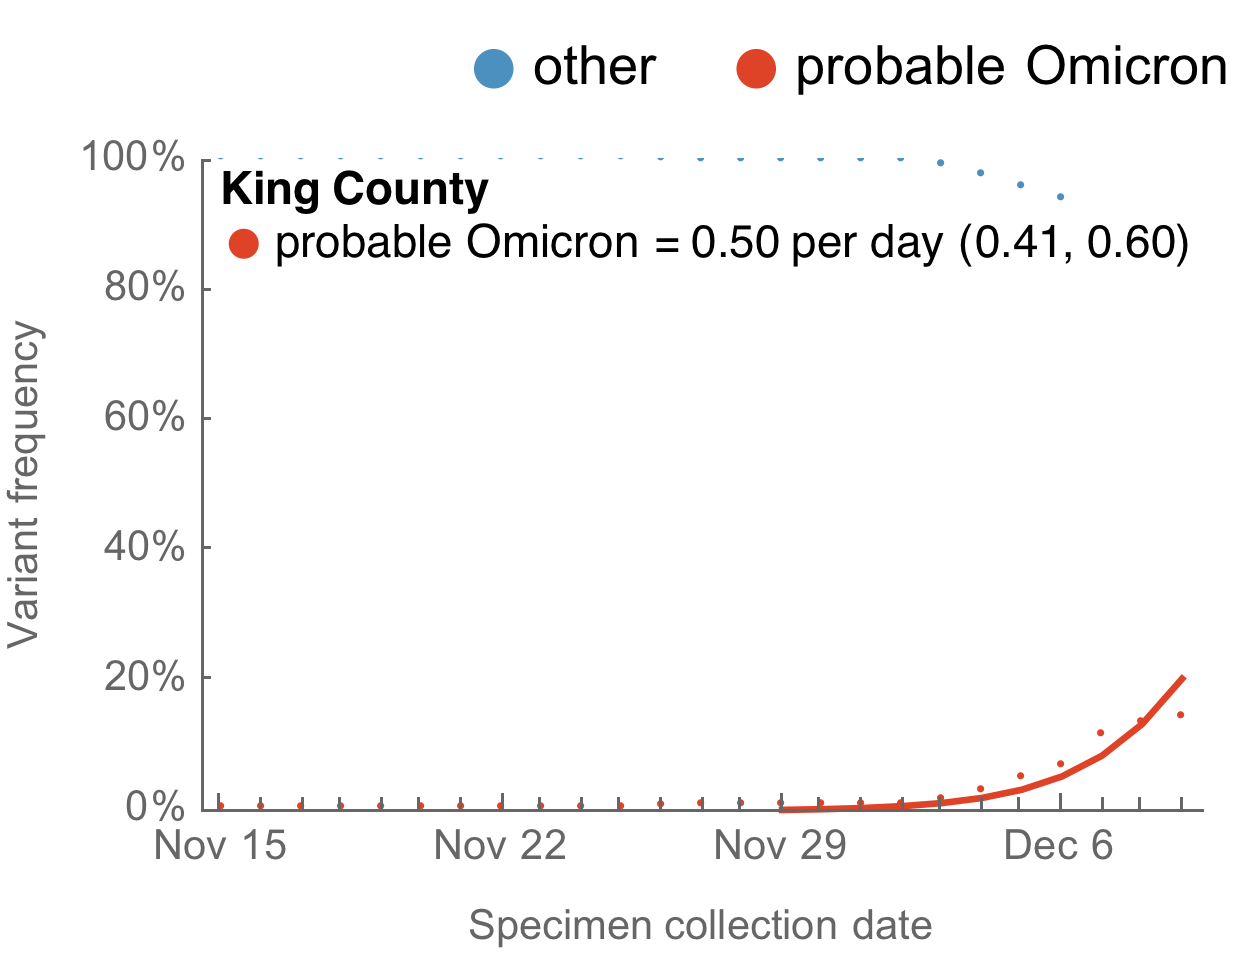 other probable Omicron
100%
King County
probable Omicron = 0.50 per day (0.41, 0.60)
80%
60%
40%
20%
0%
Variant frequency
Nov 15 Nov 22 Nov 29 Dec 6
Specimen collection date